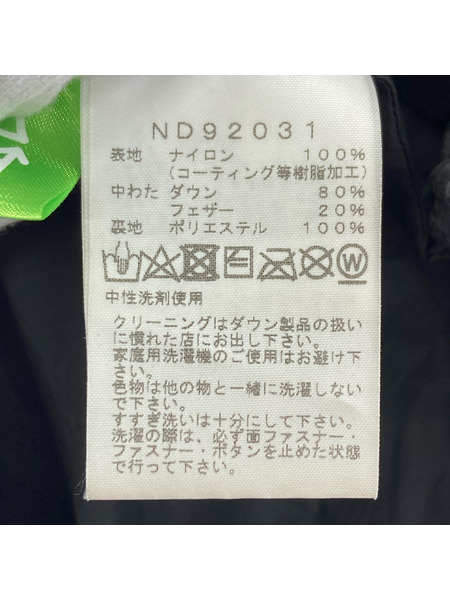 ND92031
表地 ナイロン 100%
(コーティング等樹脂加工)
中わた ダウン 80%
フェザー 20%
裏地 ポリエステル 100%
W
中性洗剤使用
クリーニングはダウン製品の扱い
に慣れた店にお出し下さい。
家庭用洗濯機のご使用はお避け下
さい。
色物は他の物と一緒に洗濯しない
で下さい。
すすぎ洗いは十分にして下さい。
洗濯の際は、必ず面ファスナー・
ファスナー・ボタンを止めた状態
で行って下さい。